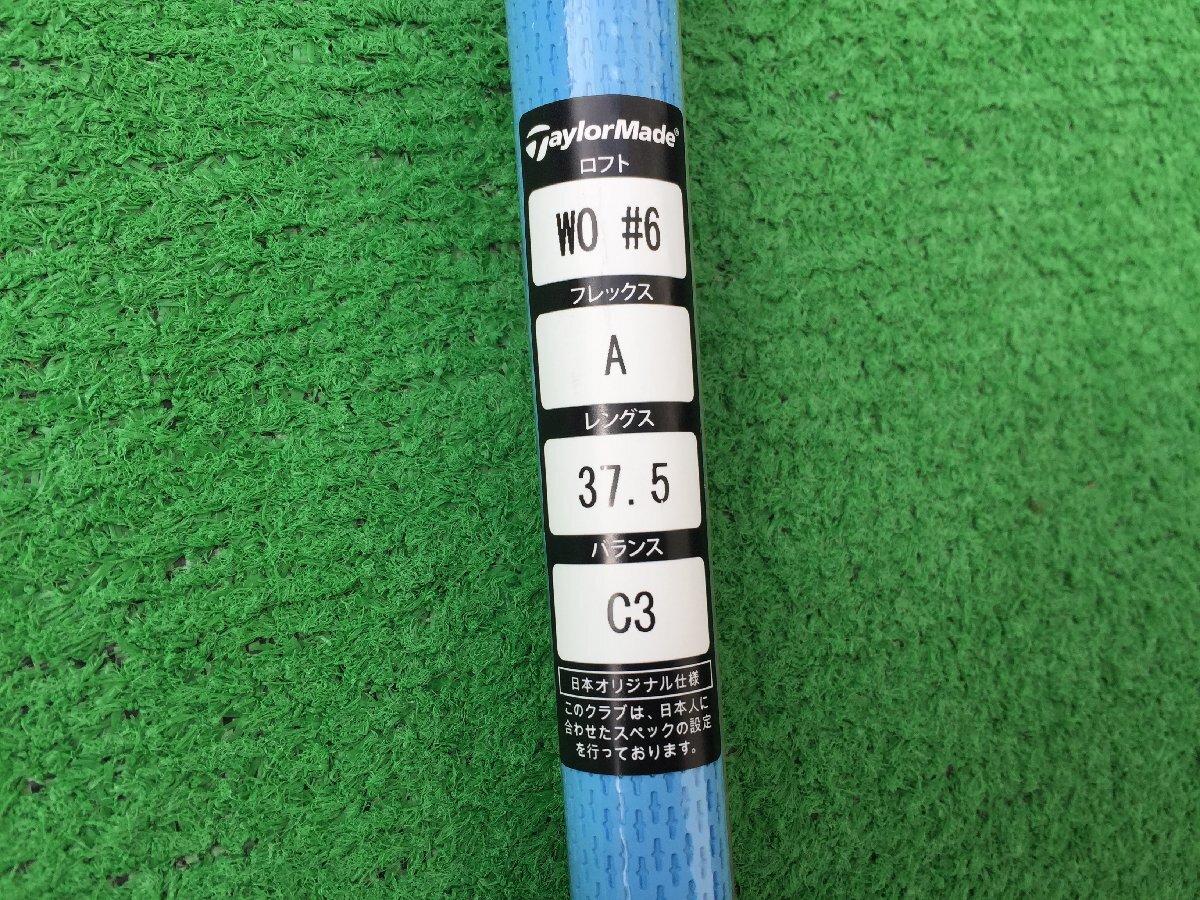 TaylorMade®
ロフト
WO #6
フレックス
A
レングス
37.5
バランス
C3
日本オリジナル仕様
このクラブは、日本人に
合わせたスペックの設定
を行っております。